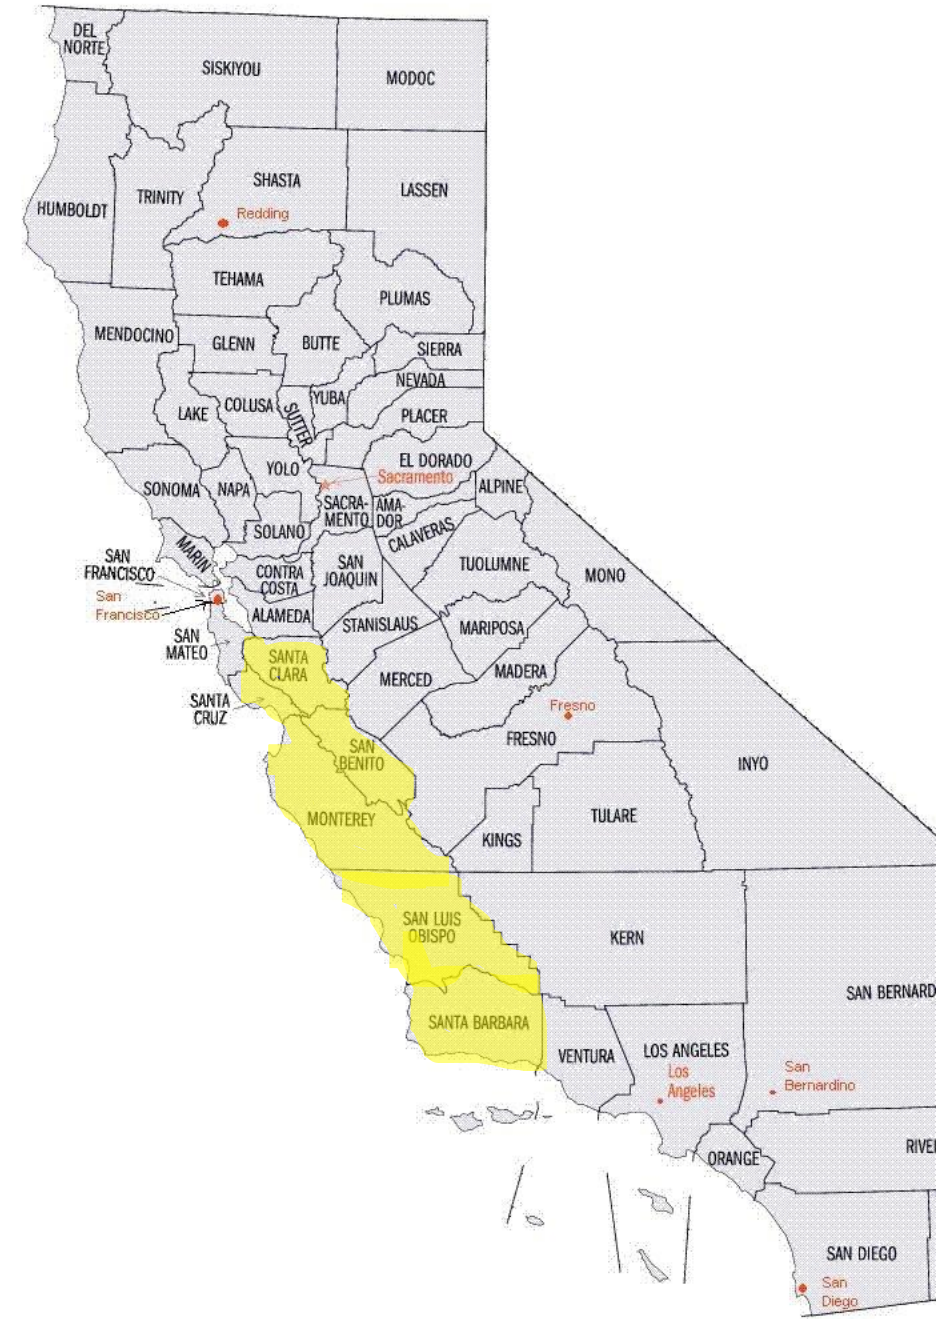 DEL
NORTE
SISKIYOU
MODOC
HUMBOLDT
TRINITY
SHASTA
LASSEN
Redding
TEHAMA
PLUMAS
MENDOCINO
GLENN
BUTTE
SIERRA
NEVADA
LAKE
COLUSA
SUTTER
YUBA
PLACER
SONOMA
NAPA
YOLO
EL DORADO
Sacramento
ALPINE
SACRA-
MENTO
AMA-
DOR
SOLANO
CALAVERAS
MARIN
SAN
FRANCISCO
San
Francisco
CONTRA
COSTA
SAN
JOAQUIN
TUOLUMNE
MONO
ALAMEDA
STANISLAUS
MARIPOSA
SAN
MATEO
SANTA
CLARA
MERCED
MADERA
SANTA
CRUZ
Fresno
FRESNO
SAN
BENITO
INYO
MONTEREY
KINGS
TULARE
SAN LUIS
OBISPO
KERN
SAN BERNARD
SANTA BARBARA
VENTURA
LOS ANGELES
Los
Angeles
San
Bernardino
ORANGE
RIVE
SAN DIEGO
San
Diego